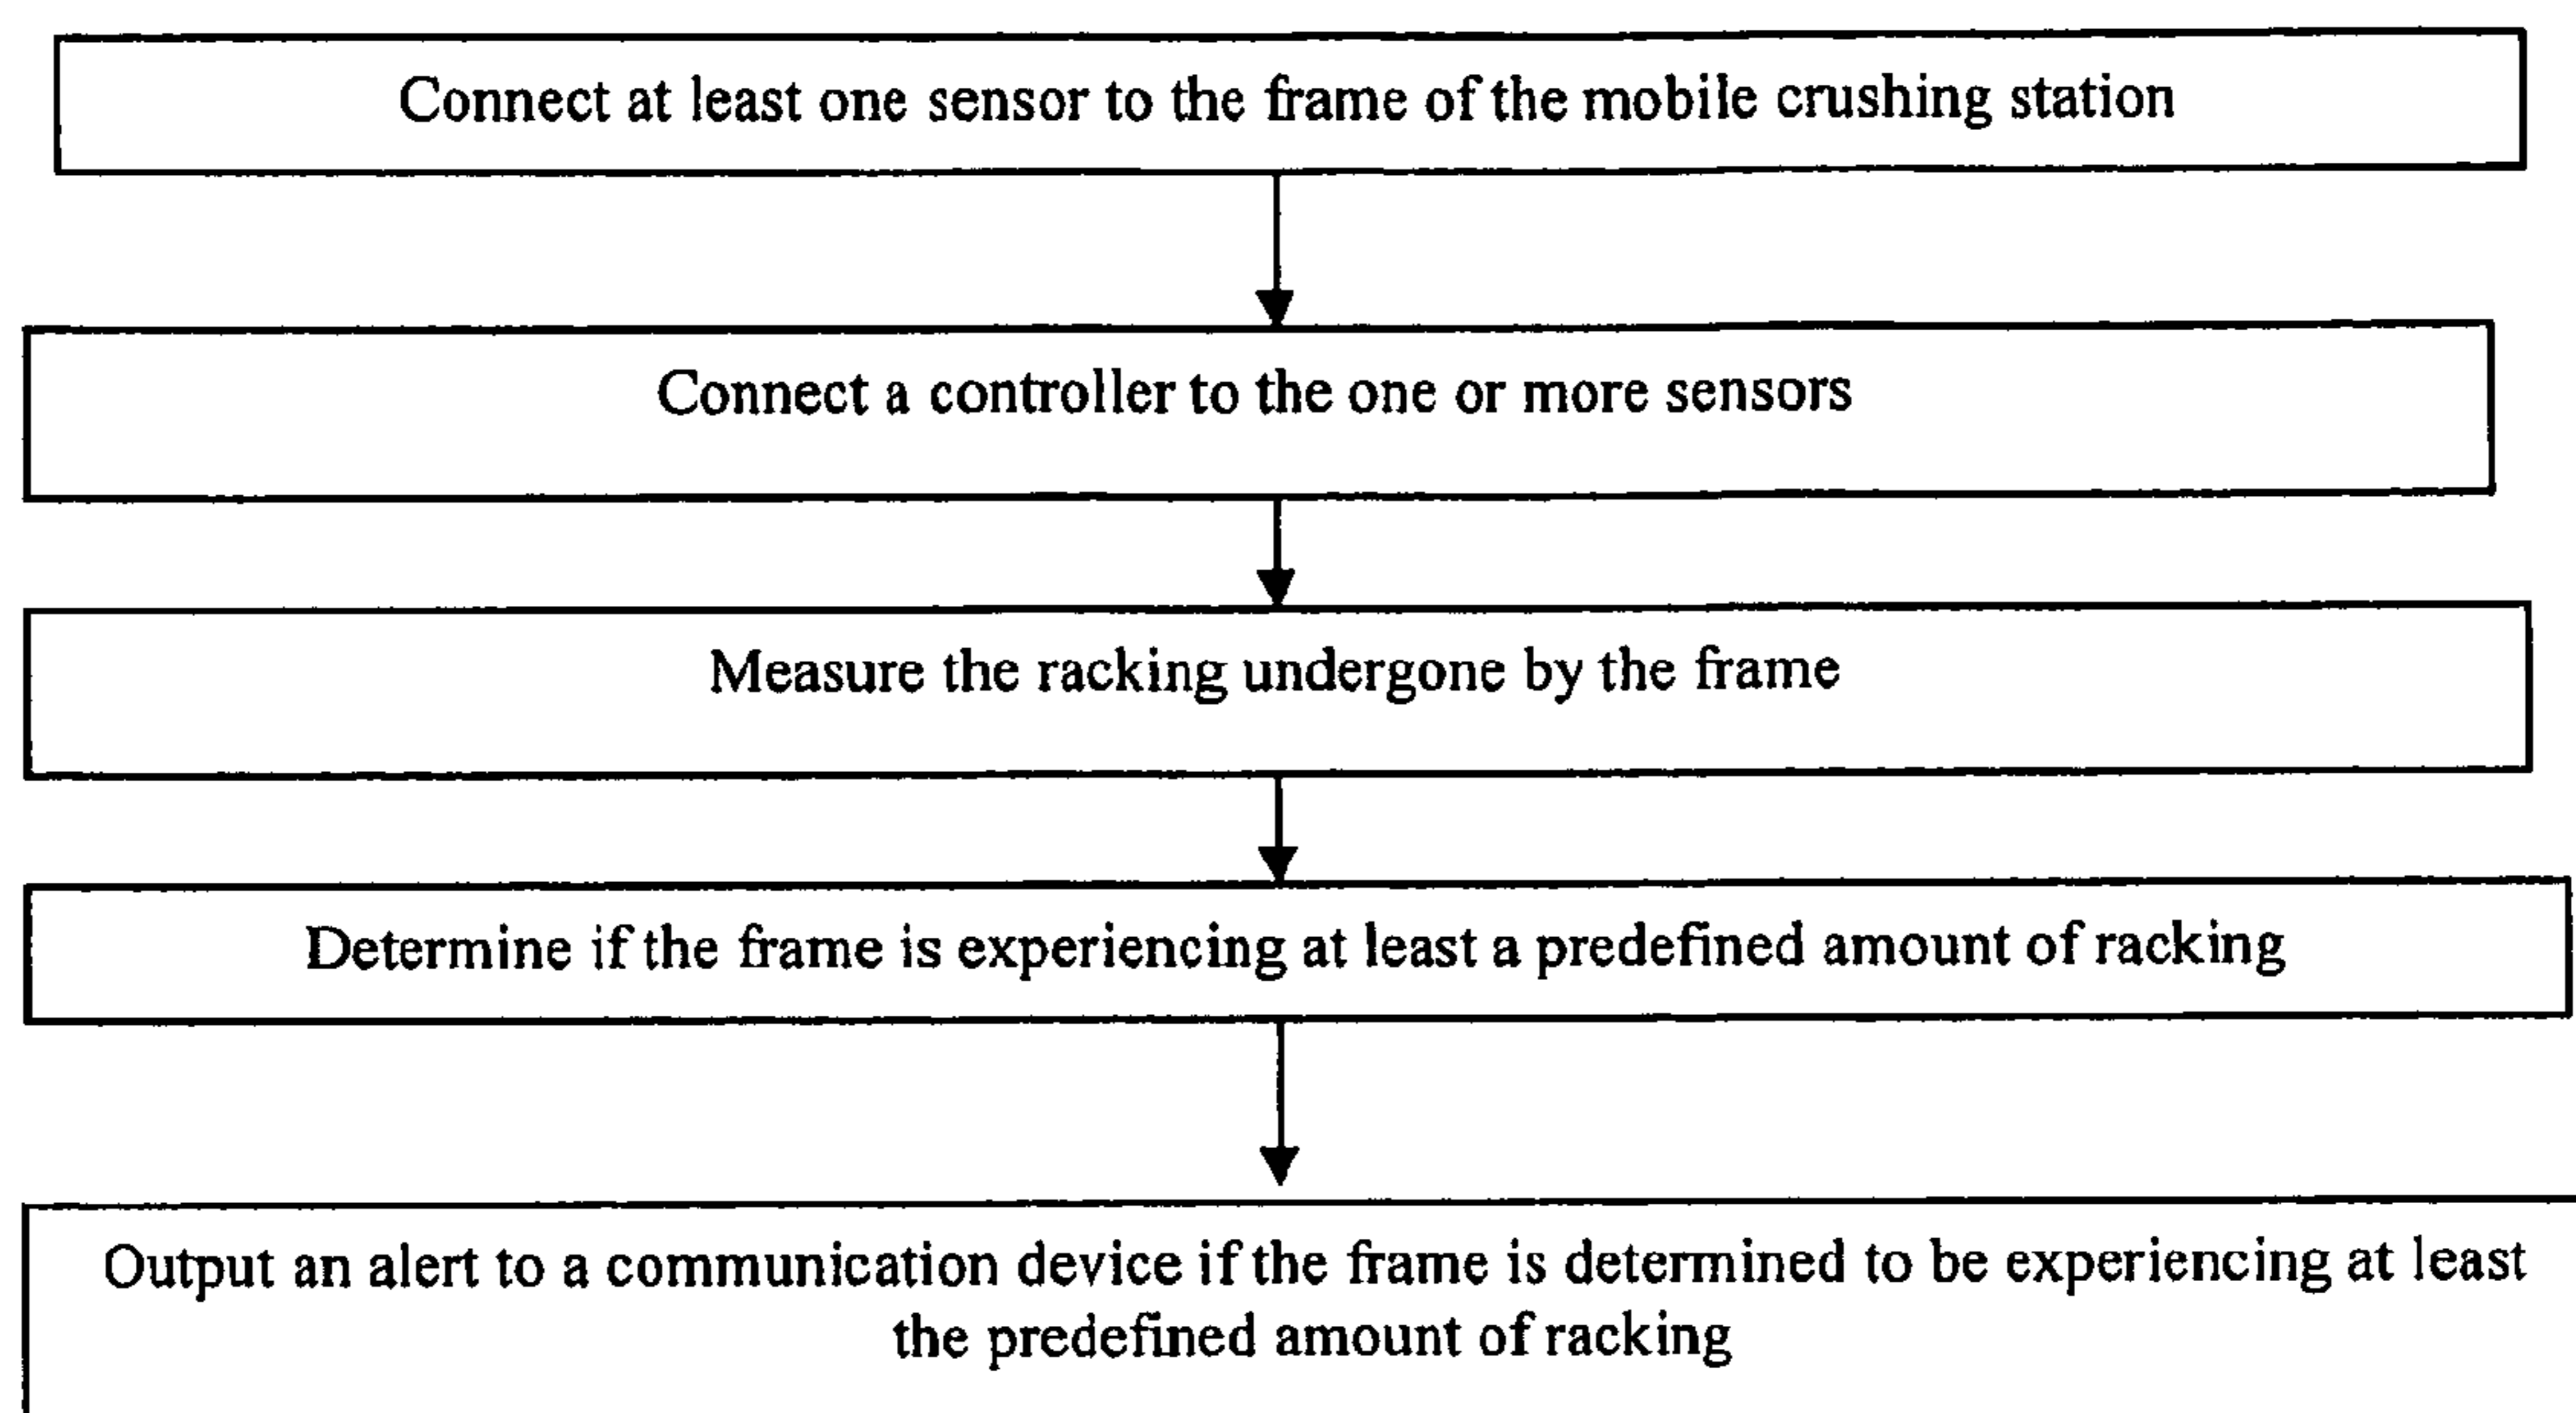 Connect at least one sensor to the frame of the mobile crushing station
Connect a controller to the one or more sensors
Measure the racking undergone by the frame
Determine if the frame is experiencing at least a predefined amount of racking
Output an alert to a communication device if the frame is determined to be experiencing at least
the predefined amount of racking